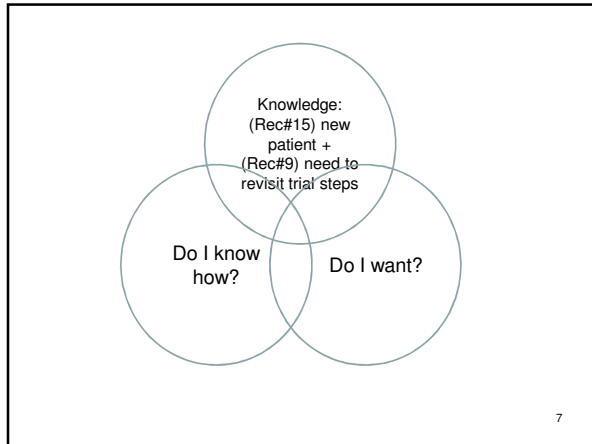 Knowledge:
(Rec#15) new
patient +
(Rec#9) need to
revisit trial steps
Do I know
how?
Do I want?
7